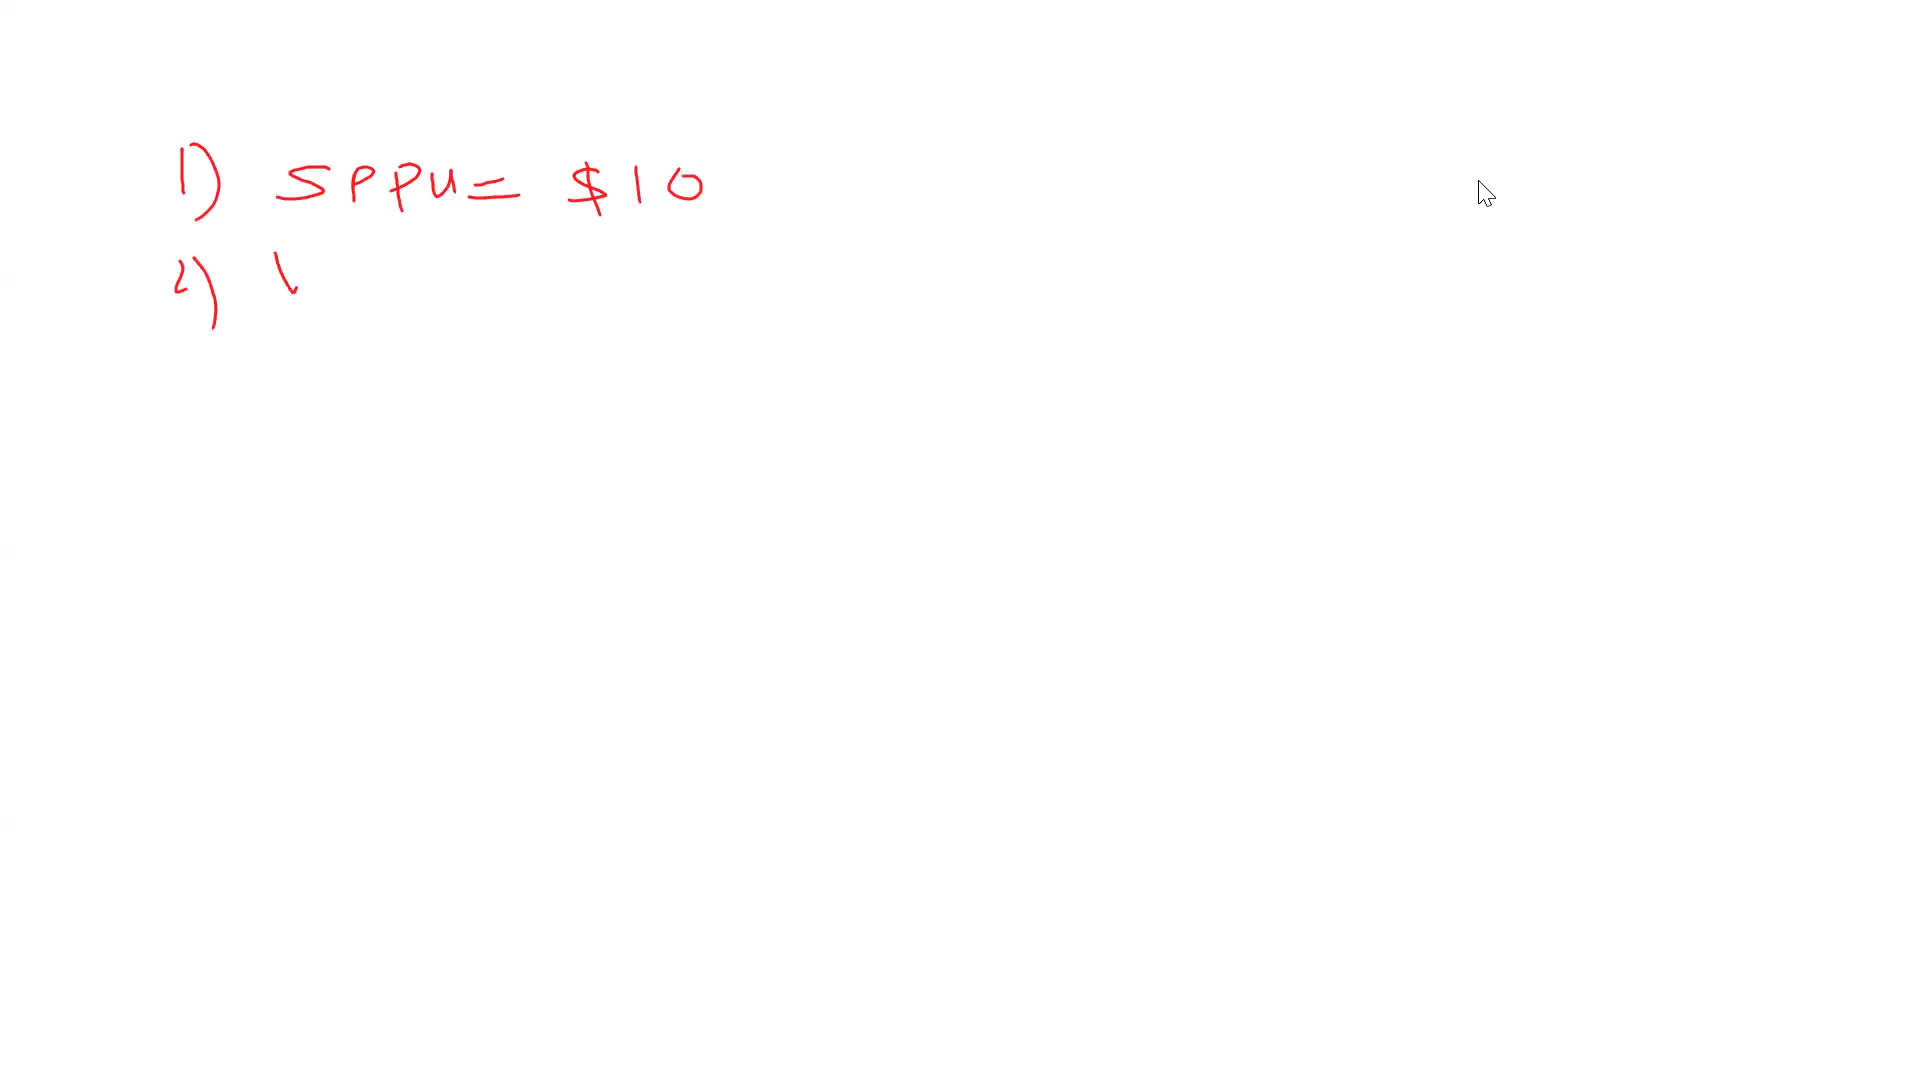 1) SPPU = $10
2) V